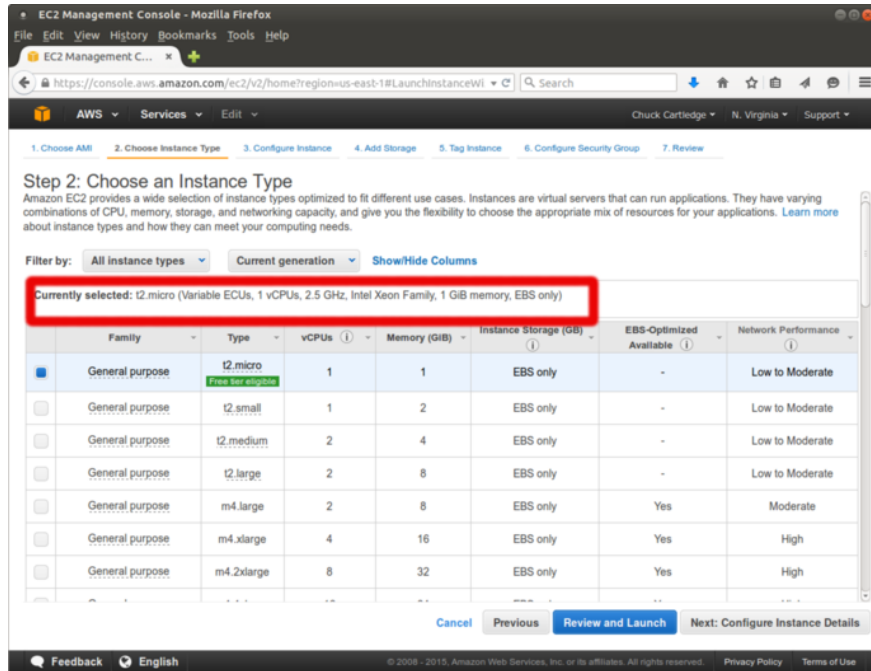 EC2 Management Console - Mozilla Firefox
File Edit View History Bookmarks Tools Help
EC2 Management C...
https://console.aws.amazon.com/ec2/v2/home?region=us-east-1#LaunchInstanceWi
Search
AWS Services Edit Chuck Cartledge N. Virginia Support
1. Choose AMI 2. Choose Instance Type 3. Configure Instance 4. Add Storage 5. Tag Instance 6. Configure Security Group 7. Review
Step 2: Choose an Instance Type
Amazon EC2 provides a wide selection of instance types optimized to fit different use cases. Instances are virtual servers that can run applications. They have varying
combinations of CPU, memory, storage, and networking capacity, and give you the flexibility to choose the appropriate mix of resources for your applications. Learn more
about instance types and how they can meet your computing needs.
Filter by: All instance types Current generation Show/Hide Columns
Currently selected: t2.micro (Variable ECUs, 1 vCPUs, 2.5 GHz, Intel Xeon Family, 1 GiB memory, EBS only)
Family Type vCPUs Memory (GiB) Instance Storage (GB) EBS-Optimized Available Network Performance
General purpose t2.micro 1 1 EBS only - Low to Moderate
Free tier eligible
General purpose t2.small 1 2 EBS only - Low to Moderate
General purpose t2.medium 2 4 EBS only - Low to Moderate
General purpose t2.large 2 8 EBS only - Low to Moderate
General purpose m4.large 2 8 EBS only Yes Moderate
General purpose m4.xlarge 4 16 EBS only Yes High
General purpose m4.2xlarge 8 32 EBS only Yes High
Cancel Previous Review and Launch Next: Configure Instance Details
Feedback English © 2008 - 2015, Amazon Web Services, Inc. or its affiliates. All rights reserved. Privacy Policy Terms of Use